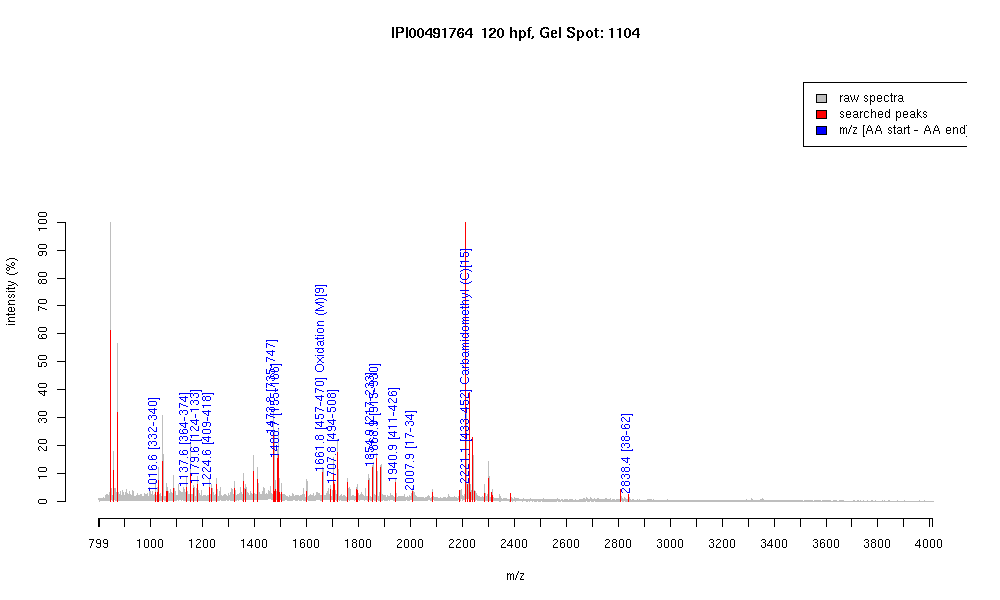 IPI00491764  120 hpf, Gel Spot: 1104
raw spectra
searched peaks
m/z [AA start - AA end]
intensity (%)
100
90
80
70
60
50
40
30
20
10
0
1016.6 [332-340]
1137.6 [364-374]
1179.6 [124-133]
1224.6 [409-418]
1661.8 [457-470] Oxidation (M)[9]
1707.8 [494-508]
1940.9 [411-426]
2007.9 [17-34]
2221.1 [433-452] Carbamidomethyl (C)[15]
2838.4 [38-62]
799 1000 1200 1400 1600 1800 2000 2200 2400 2600 2800 3000 3200 3400 3600 3800 4000
m/z